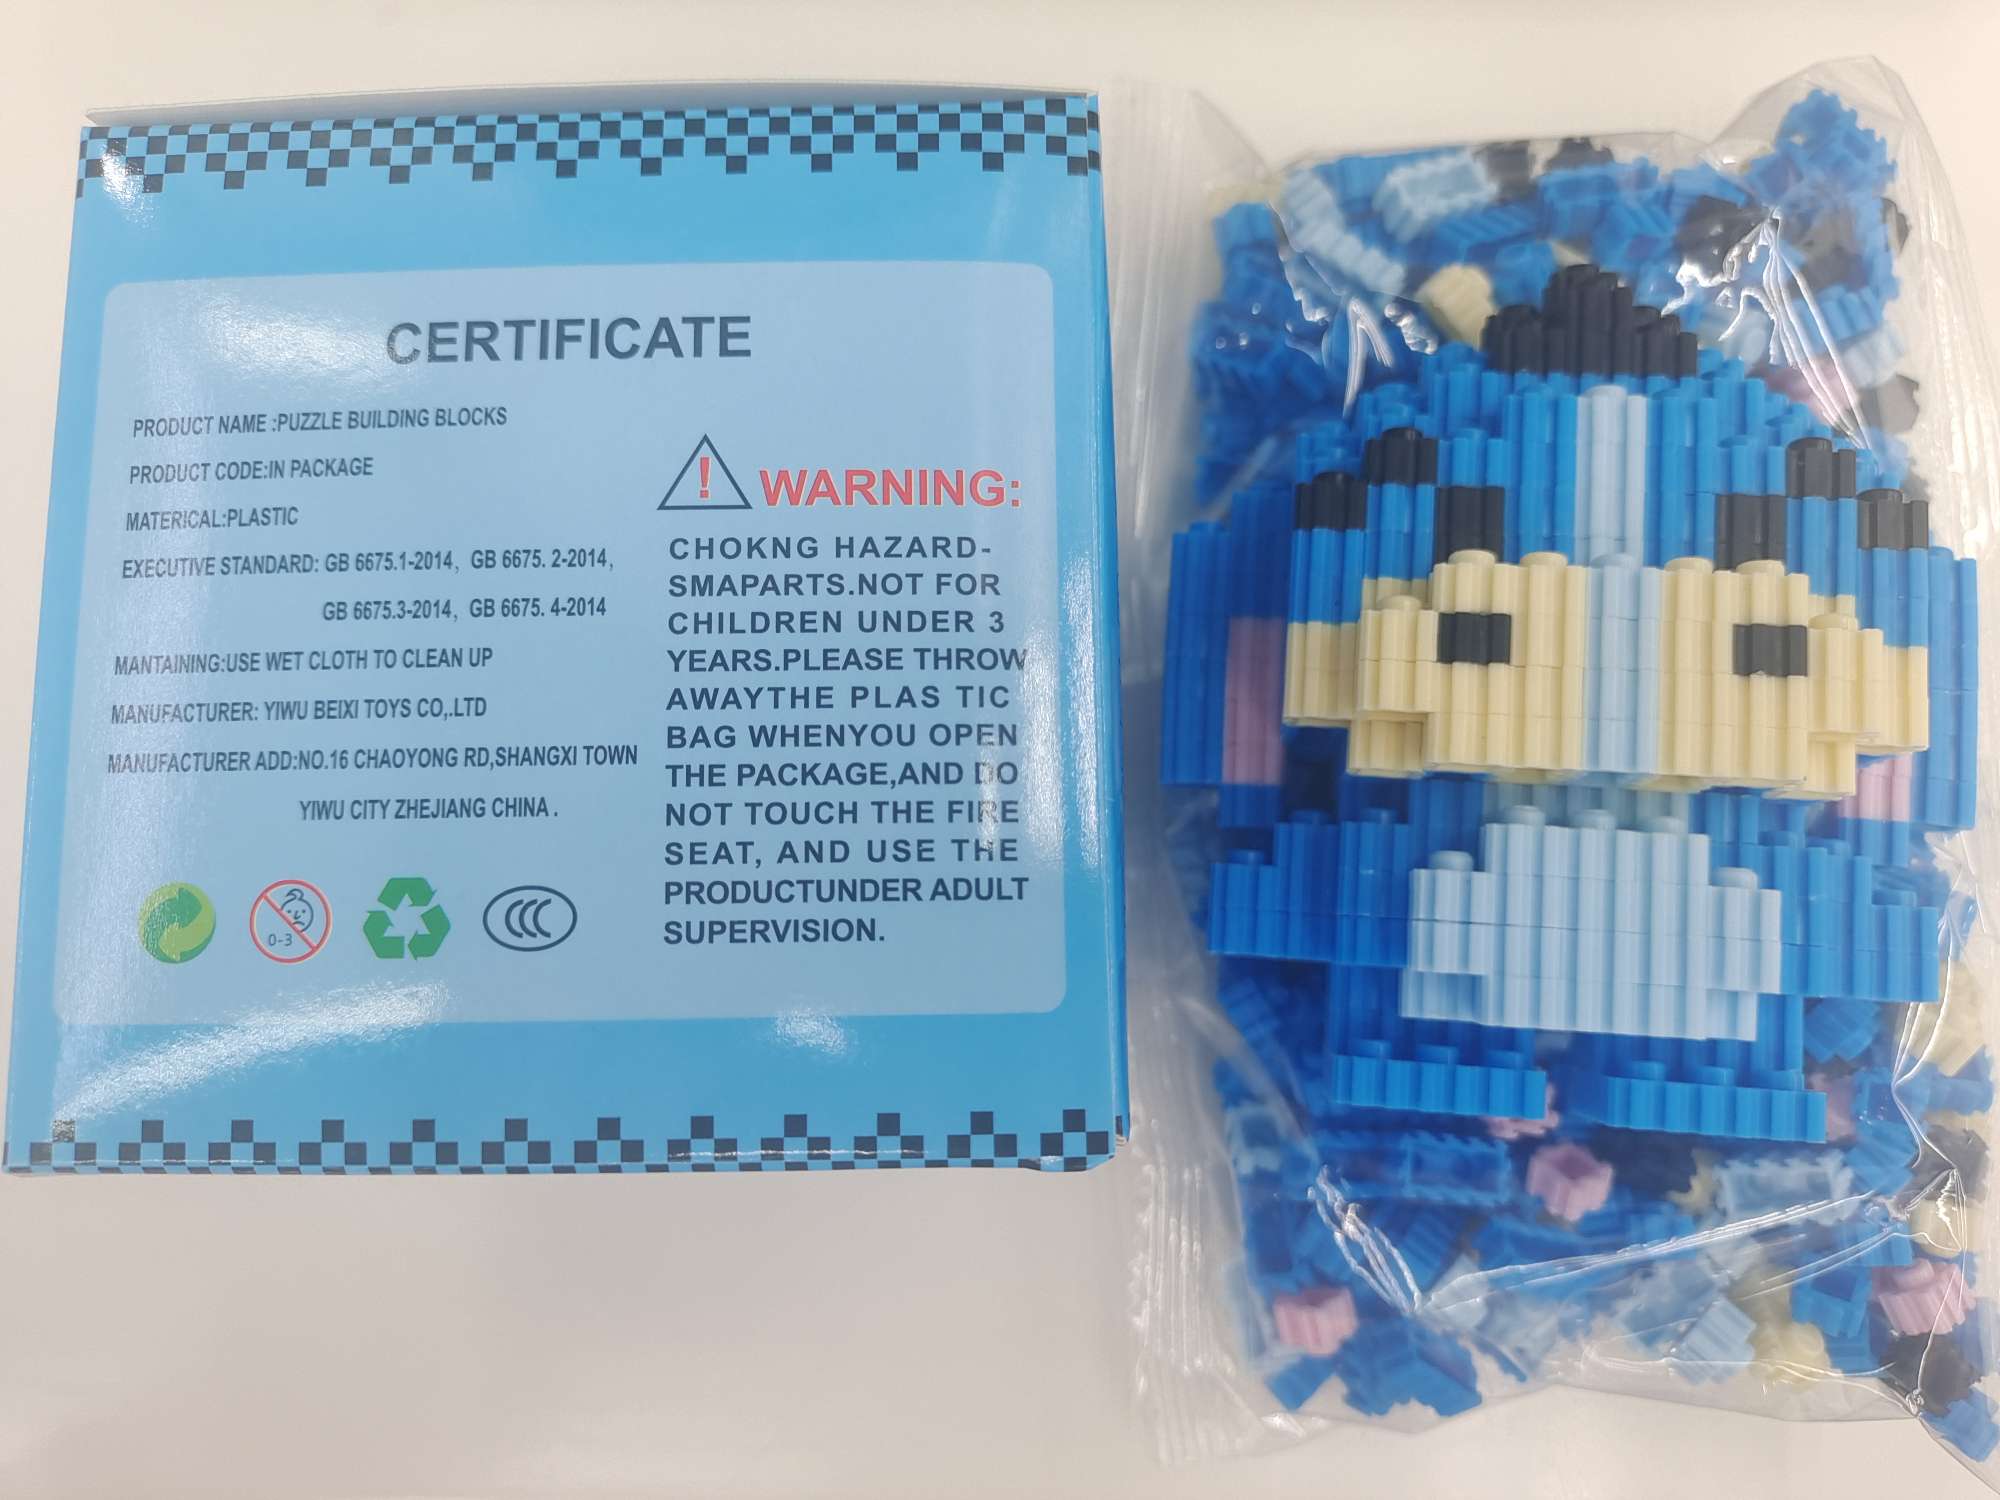 CERTIFICATE
PRODUCT NAME :PUZZLE BUILDING BLOCKS
PRODUCT CODE:IN PACKAGE
MATERICAL:PLASTIC
EXECUTIVE STANDARD: GB 6675.1-2014, GB 6675. 2-2014,
GB 6675.3-2014, GB 6675. 4-2014
MANTAINING:USE WET CLOTH TO CLEAN UP
MANUFACTURER: YIWU BEIXI TOYS CO,.LTD
MANUFACTURER ADD:NO.16 CHAOYONG RD,SHANGXI TOWN
YIWU CITY ZHEJIANG CHINA .
0-3
CCC
! WARNING:
CHOKNG HAZARD-
SMAPARTS.NOT FOR
CHILDREN UNDER 3
YEARS.PLEASE THROW
AWAYTHE PLAS TIC
BAG WHENYOU OPEN
THE PACKAGE,AND DO
NOT TOUCH THE FIRE
SEAT, AND USE THE
PRODUCTUNDER ADULT
SUPERVISION.